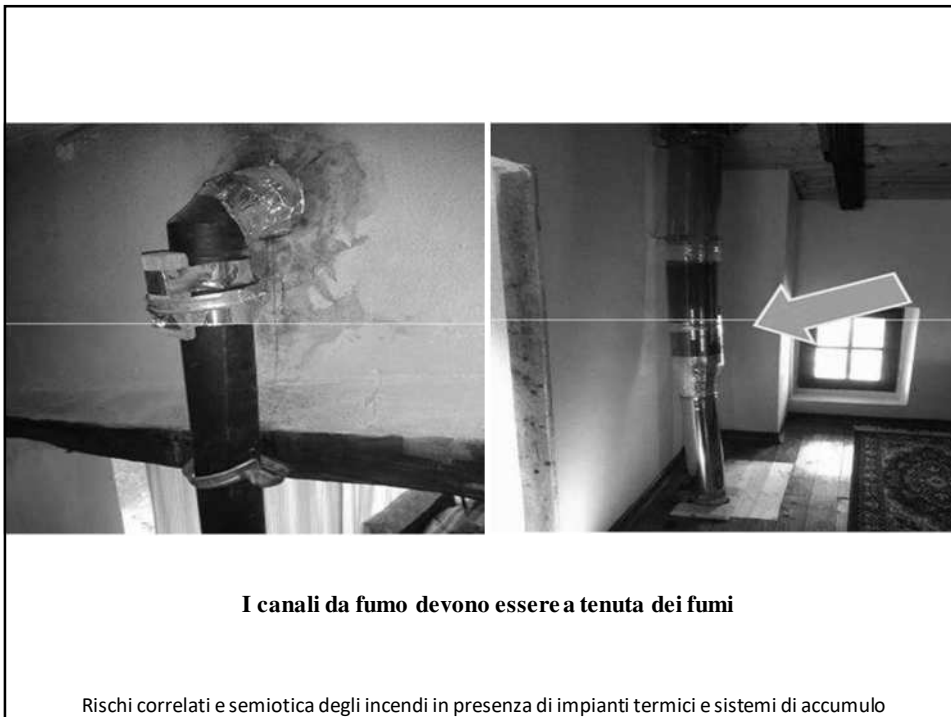 I canali da fumo devono essere a tenuta dei fumi
Rischi correlati e semiotica degli incendi in presenza di impianti termici e sistemi di accumulo